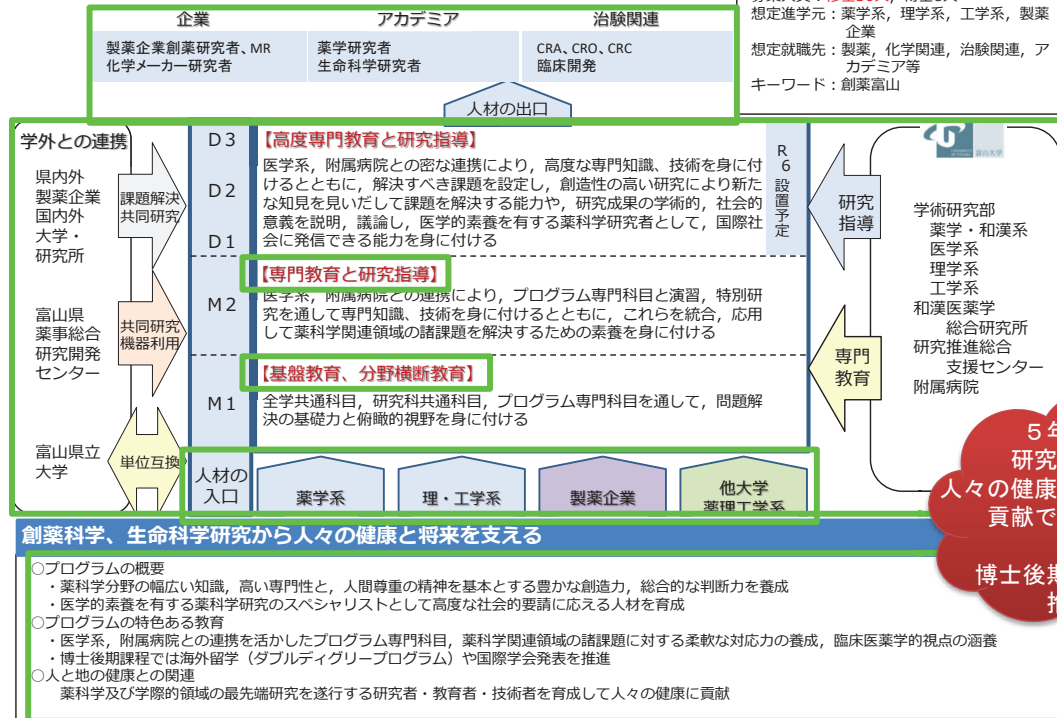 企業
アカデミア
治験関連
製薬企業創薬研究者、MR
化学メーカー研究者
薬学研究者
生命科学研究者
CRA、CRO、CRC
臨床開発
人材の出口
想定進学元：薬学系，理学系，工学系，製薬
企業
想定就職先：製薬，化学関連，治験関連，ア
カデミア等
キーワード：創薬富山
学外との連携
県内外
製薬企業
国内外
大学・
研究所
課題解決
共同研究
富山県
薬事総合
研究開発
センター
共同研究
機器利用
富山県立
大学
単位互換
D３
D２
D１
M２
M１
人材の
入口
【高度専門教育と研究指導】
医学系，附属病院との密な連携により，高度な専門知識、技術を身に付
けるとともに，解決すべき課題を設定し，創造性の高い研究により新た
な知見を見いだして課題を解決する能力や，研究成果の学術的，社会的
意義を説明，議論し，医学的素養を有する薬科学研究者として，国際社
会に発信できる能力を身に付ける
R６設置予定
【専門教育と研究指導】
医学系，附属病院との連携により，プログラム専門科目と演習，特別研
究を通して専門知識、技術を身に付けるとともに，これらを統合，応用
して薬科学関連領域の諸課題を解決するための素養を身に付ける
【基盤教育、分野横断教育】
全学共通科目，研究科共通科目，プログラム専門科目を通して，問題解
決の基礎力と俯瞰的視野を身に付ける
薬学系
理・工学系
製薬企業
他大学
薬理工学系
研究
指導
専門
教育
富山大学
学術研究部
薬学・和漢系
医学系
理学系
工学系
和漢医薬学
総合研究所
研究推進総合
支援センター
附属病院
５年
研究
人々の健康
貢献で
博士後期
創薬科学、生命科学研究から人々の健康と将来を支える
○プログラムの概要
・薬科学分野の幅広い知識，高い専門性と，人間尊重の精神を基本とする豊かな創造力，総合的な判断力を養成
・医学的素養を有する薬科学研究のスペシャリストとして高度な社会的要請に応える人材を育成
○プログラムの特色ある教育
・医学系，附属病院との連携を活かしたプログラム専門科目，薬科学関連領域の諸課題に対する柔軟な対応力の養成，臨床医薬学的視点の涵養
・博士後期課程では海外留学（ダブルディグリープログラム）や国際学会発表を推進
○人と地の健康との関連
薬科学及び学際的領域の最先端研究を遂行する研究者・教育者・技術者を育成して人々の健康に貢献